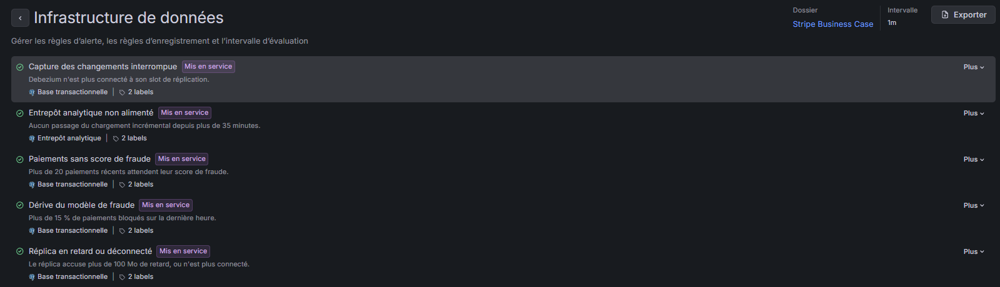 Infrastructure de données
Dossier
Stripe Business Case
Intervalle
1m
Exporter
Gérer les règles d’alerte, les règles d’enregistrement et l’intervalle d’évaluation
Capture des changements interrompue Mis en service Plus
Debezium n'est plus connecté à son slot de réplication.
Base transactionnelle | 2 labels
Entrepôt analytique non alimenté Mis en service Plus
Aucun passage du chargement incrémental depuis plus de 35 minutes.
Entrepôt analytique | 2 labels
Paiements sans score de fraude Mis en service Plus
Plus de 20 paiements récents attendent leur score de fraude.
Base transactionnelle | 2 labels
Dérive du modèle de fraude Mis en service Plus
Plus de 15 % de paiements bloqués sur la dernière heure.
Base transactionnelle | 2 labels
Réplica en retard ou déconnecté Mis en service Plus
Le réplica accuse plus de 100 Mo de retard, ou n'est plus connecté.
Base transactionnelle | 2 labels